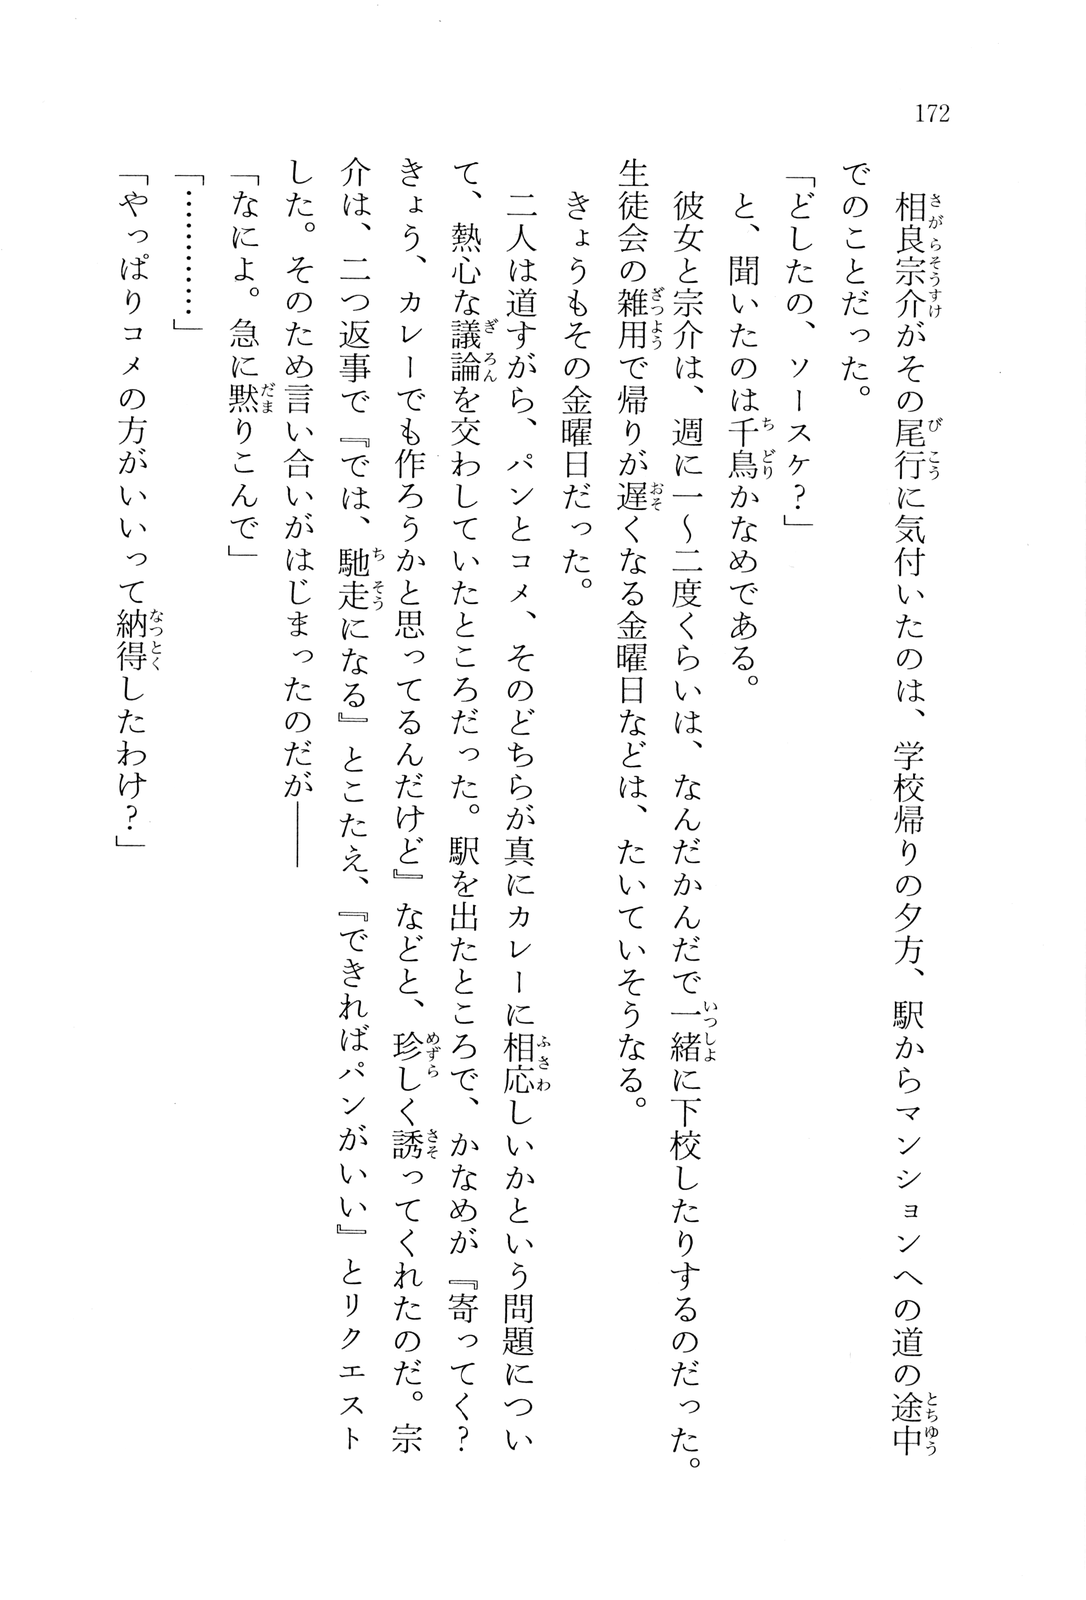 172
相良宗介がその尾行に気付いたのは、学校帰りの夕方、駅からマンションへの道の途中
でのことだった。
「どしたの、ソースケ?」
と、聞いたのは千鳥かなめである。
彼女と宗介は、週に一〜二度くらいは、なんだかんだで一緒に下校したりするのだった。
生徒会の雑用で帰りが遅くなる金曜日などは、たいていそうなる。
きょうもその金曜日だった。
二人は道すがら、パンとコメ、そのどちらが真にカレーに相応しいかという問題につい
て、熱心な議論を交わしていたところだった。駅を出たところで、かなめが『寄ってく?
きょう、カレーでも作ろうかと思ってるんだけど』などと、珍しく誘ってくれたのだ。宗
介は、二つ返事で『では、馳走になる』とこたえ、『できればパンがいい』とリクエスト
した。そのため言い合いがはじまったのだが――
「なによ。急に黙りこんで」
「…………」
「やっぱりコメの方がいいって納得したわけ?」